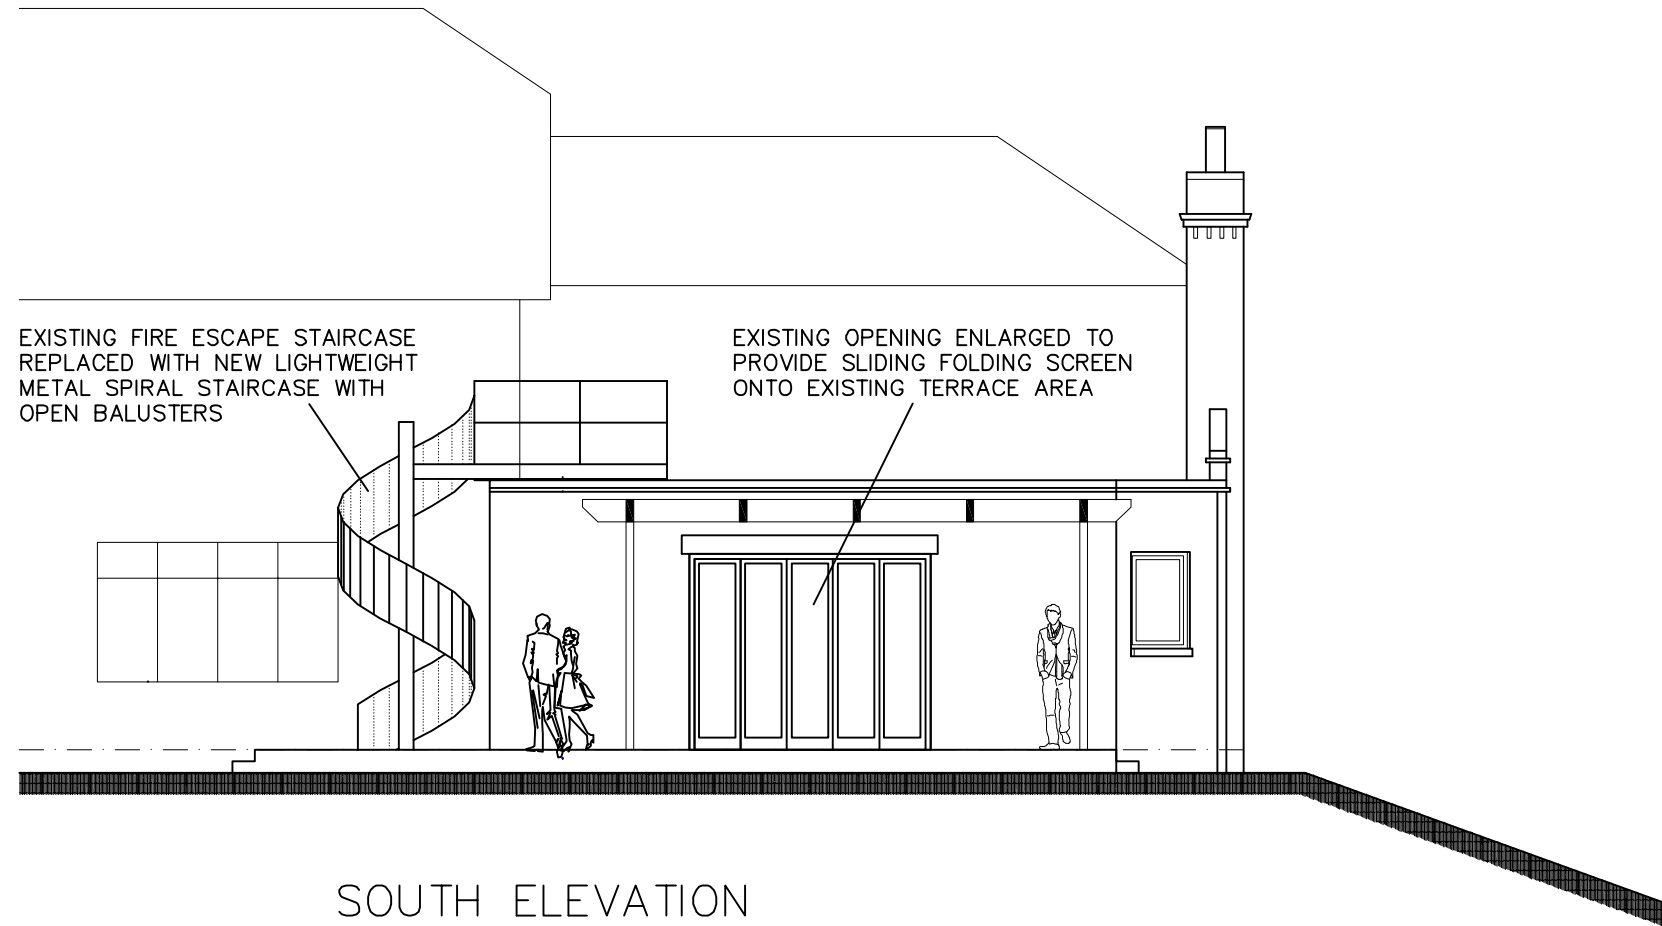 EXISTING FIRE ESCAPE STAIRCASE
REPLACED WITH NEW LIGHTWEIGHT
METAL SPIRAL STAIRCASE WITH
OPEN BALUSTERS
EXISTING OPENING ENLARGED TO
PROVIDE SLIDING FOLDING SCREEN
ONTO EXISTING TERRACE AREA
SOUTH ELEVATION